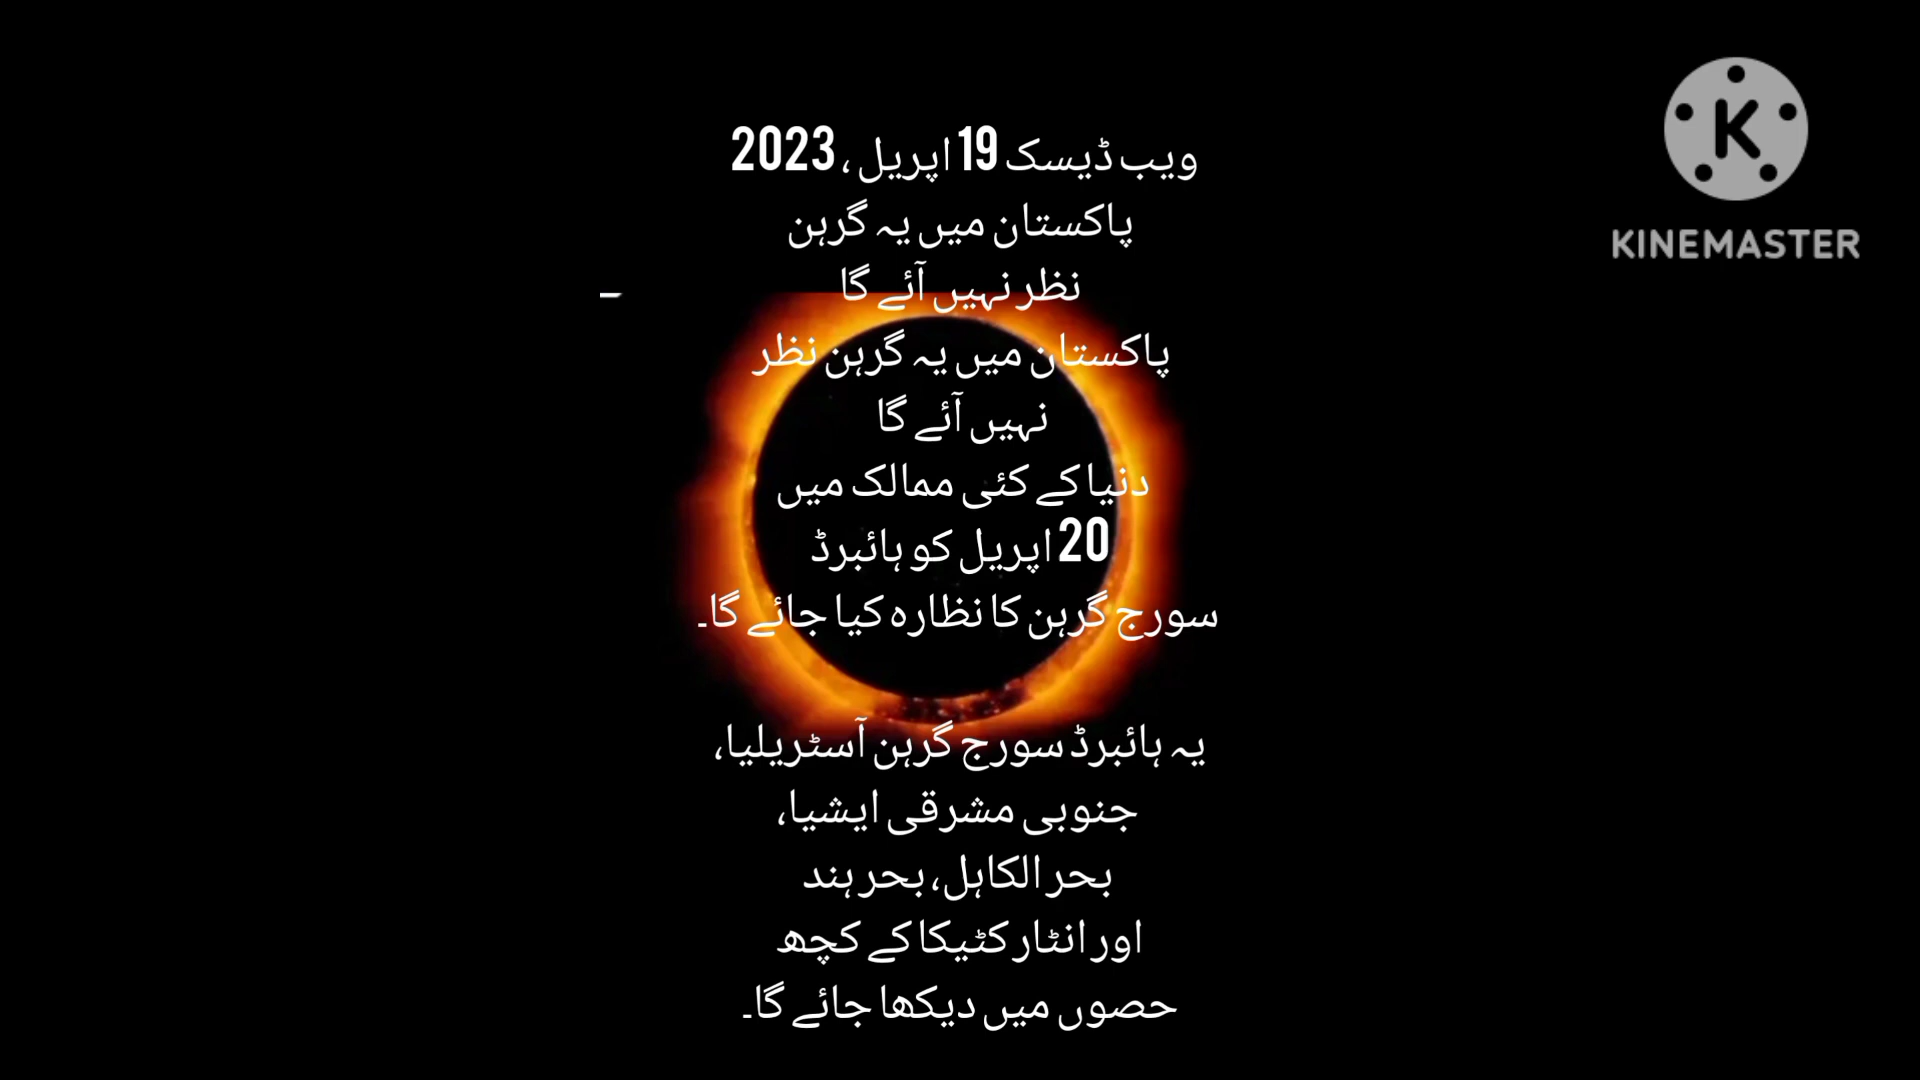 ویب ڈیسک 19 اپریل ، 2023
پاکستان میں یہ گرہن
نظر نہیں آئے گا
پاکستان میں یہ گرہن نظر
نہیں آئے گا
دنیا کے کئی ممالک میں
20 اپریل کو ہائبرڈ
سورج گرہن کا نظارہ کیا جائے گا۔
یہ ہائبرڈ سورج گرہن آسٹریلیا،
جنوبی مشرقی ایشیا،
بحر الکاہل، بحر ہند
اور انٹار کٹیکا کے کچھ
حصوں میں دیکھا جائے گا۔
K
KINEMASTER